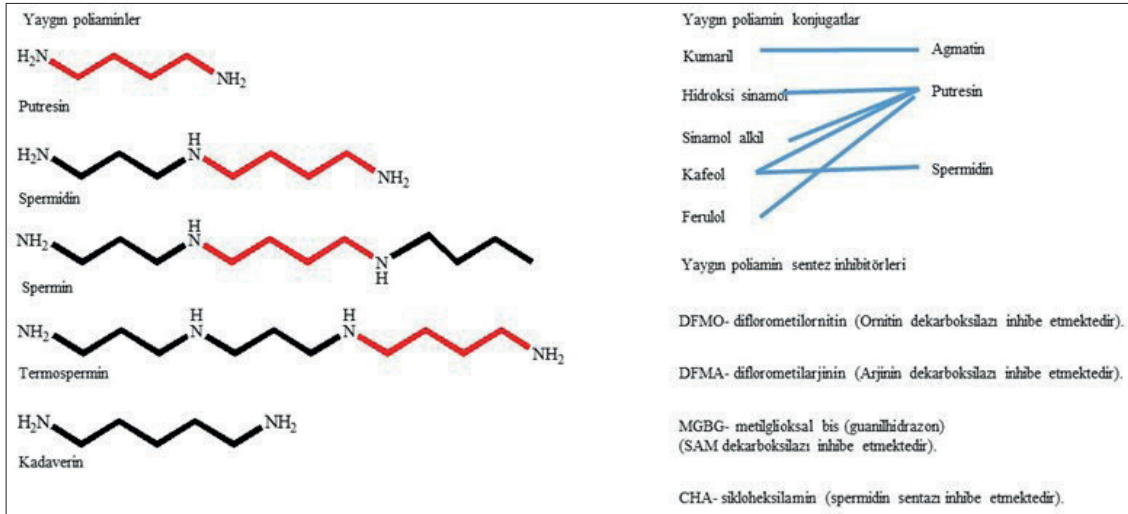 Yaygın poliaminler
H₂N
NH₂
Putresin
H₂N
H
N
NH₂
Spermidin
NH₂
H
N
N
H
Spermin
NH₂
H
N
H
N
NH₂
Termospermin
H₂N
NH₂
Kadaverin
Yaygın poliamin konjugatlar
Kumaril
Agmatin
Hidroksi sinamol
Putresin
Sinamol alkil
Kafeol
Spermidin
Ferulol
Yaygın poliamin sentez inhibitörleri
DFMO- diflorometilornitin (Ornitin dekarboksilazı inhibe etmektedir).
DFMA- diflorometilarjinin (Arjinin dekarboksilazı inhibe etmektedir).
MGBG- metilglioksal bis (guanilhidrazon)
(SAM dekarboksilazı inhibe etmektedir).
CHA- sikloheksilamin (spermidin sentazı inhibe etmektedir).